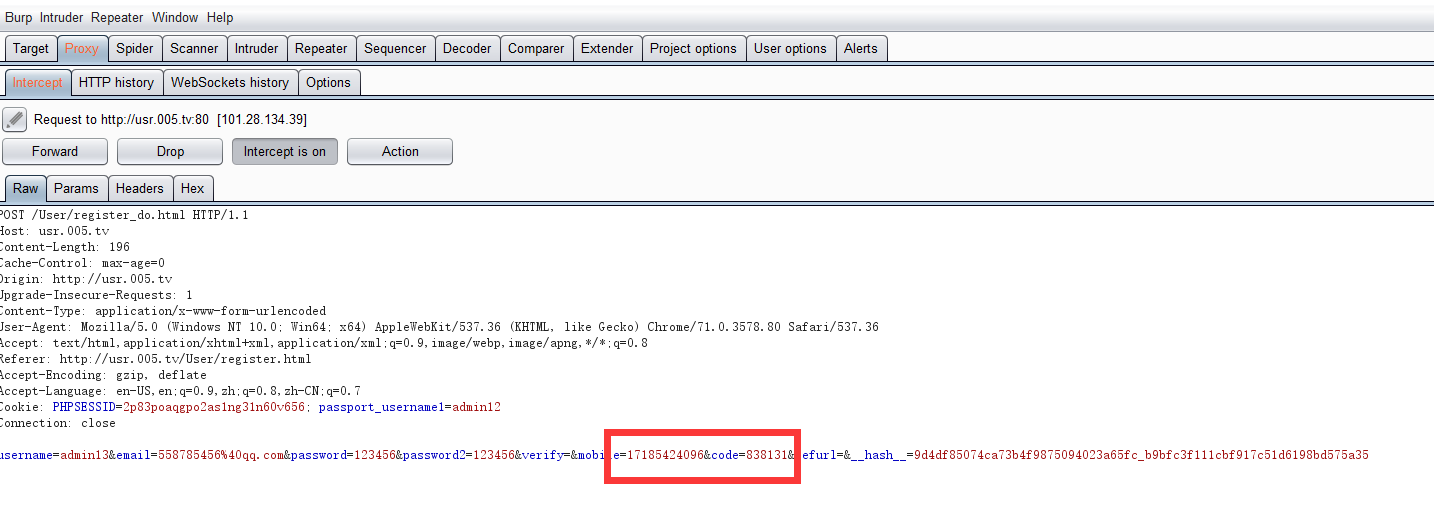 Burp Intruder Repeater Window Help
Target Proxy Spider Scanner Intruder Repeater Sequencer Decoder Comparer Extender Project options User options Alerts
Intercept HTTP history WebSockets history Options
Request to http://usr.005.tv:80 [101.28.134.39]
Forward Drop Intercept is on Action
Raw Params Headers Hex
POST /User/register_do.html HTTP/1.1
Host: usr.005.tv
Content-Length: 196
Cache-Control: max-age=0
Origin: http://usr.005.tv
Upgrade-Insecure-Requests: 1
Content-Type: application/x-www-form-urlencoded
User-Agent: Mozilla/5.0 (Windows NT 10.0; Win64; x64) AppleWebKit/537.36 (KHTML, like Gecko) Chrome/71.0.3578.80 Safari/537.36
Accept: text/html,application/xhtml+xml,application/xml;q=0.9,image/webp,image/apng,*/*;q=0.8
Referer: http://usr.005.tv/User/register.html
Accept-Encoding: gzip, deflate
Accept-Language: en-US,en;q=0.9,zh;q=0.8,zh-CN;q=0.7
Cookie: PHPSESSID=2p83poaqgpo2as1ng31n60v656; passport_username1=admin12
Connection: close
username=admin13&email=558785456%40qq.com&password=123456&password2=123456&verify=&mobile=17185424096&code=838131&refurl=&__hash__=9d4df85074ca73b4f9875094023a65fc_b9bfc3f111cbf917c51d6198bd575a35